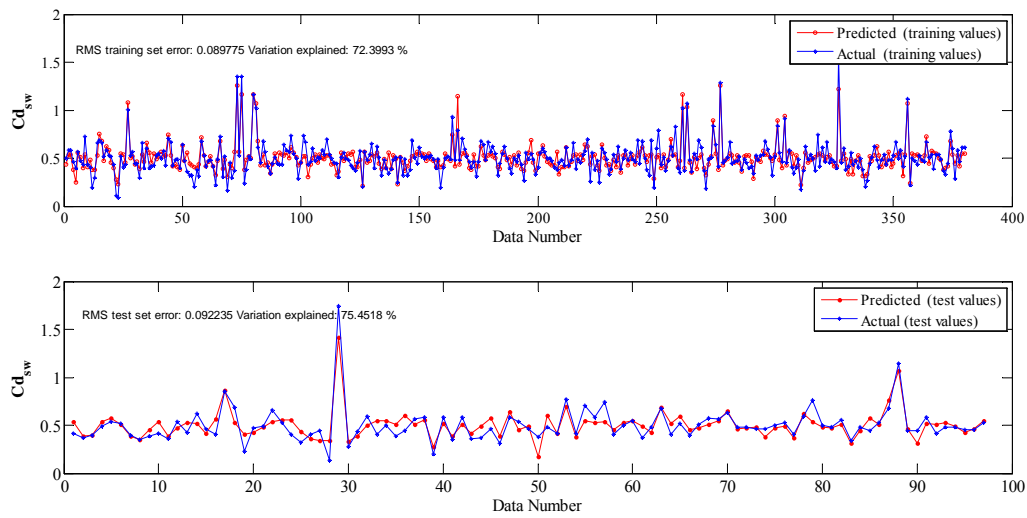 2
RMS training set error: 0.089775 Variation explained: 72.3993 %
Predicted (training values)
Actual (training values)
1.5
1
0.5
0
Cd_sw
0 50 100 150 200 250 300 350 400
Data Number
2
RMS test set error: 0.092235 Variation explained: 75.4518 %
Predicted (test values)
Actual (test values)
1.5
1
0.5
0
Cd_sw
0 10 20 30 40 50 60 70 80 90 100
Data Number